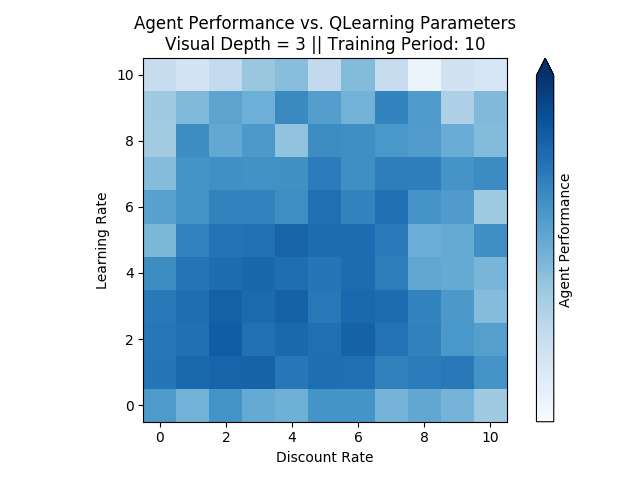 Agent Performance vs. QLearning Parameters
Visual Depth = 3 || Training Period: 10
10
8
6
4
2
0
Learning Rate
0 2 4 6 8 10
Discount Rate
Agent Performance